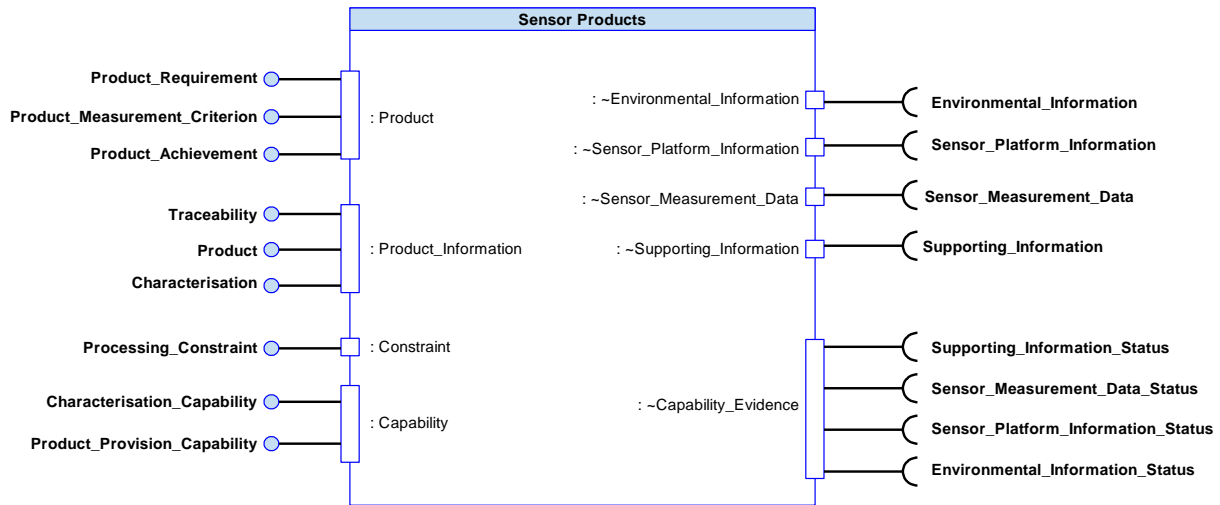 Sensor Products
Product_Requirement
Product_Measurement_Criterion
Product_Achievement
: Product
Traceability
Product
Characterisation
: Product_Information
Processing_Constraint
: Constraint
Characterisation_Capability
Product_Provision_Capability
: Capability
: ~Environmental_Information
Environmental_Information
: ~Sensor_Platform_Information
Sensor_Platform_Information
: ~Sensor_Measurement_Data
Sensor_Measurement_Data
: ~Supporting_Information
Supporting_Information
: ~Capability_Evidence
Supporting_Information_Status
Sensor_Measurement_Data_Status
Sensor_Platform_Information_Status
Environmental_Information_Status